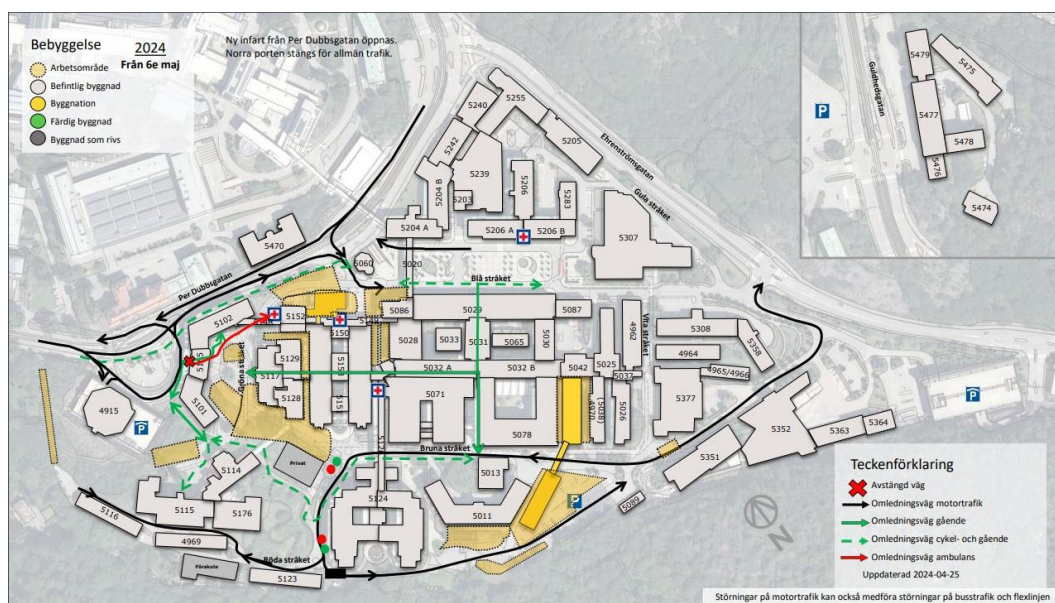 Bebyggelse
2024
Från 6e maj
Arbetsområde
Befintlig byggnad
Byggnation
Färdig byggnad
Byggnad som rivs
Ny infart från Per Dubbsgatan öppnas.
Norra porten stängs för allmän trafik.
5479
5475
5477
5478
5476
5474
Guldhedsgatan
P
5240
5255
5205
5242
5239
5204 B
5203
5206
5283
5204 A
5206 A
5206 B
5307
Ehrenströmsgatan
Gula stråket
5470
5060
5020
Per Dubbsgatan
Blå stråket
5102
5152
5150
5086
5029
5087
5028
5033
5031
5065
5030
4962
Vita stråket
5308
5358
4964
4965/4966
5129
5117
5128
Gröna stråket
5032 A
5032 B
5042
5025
5037
5026
4970
(5038)
5377
5101
4915
P
5071
5078
5352
5363
5364
P
5351
Bruna stråket
Privat
5114
5115
5176
5116
4969
Förskola
5123
Röda stråket
5124
5013
5011
P
5089
N
Teckenförklaring
Avstängd väg
Omledningsväg motortrafik
Omledningsväg gående
Omledningsväg cykel- och gående
Omledningsväg ambulans
Uppdaterad 2024-04-25
Störningar på motortrafik kan också medföra störningar på busstrafik och flexlinjen